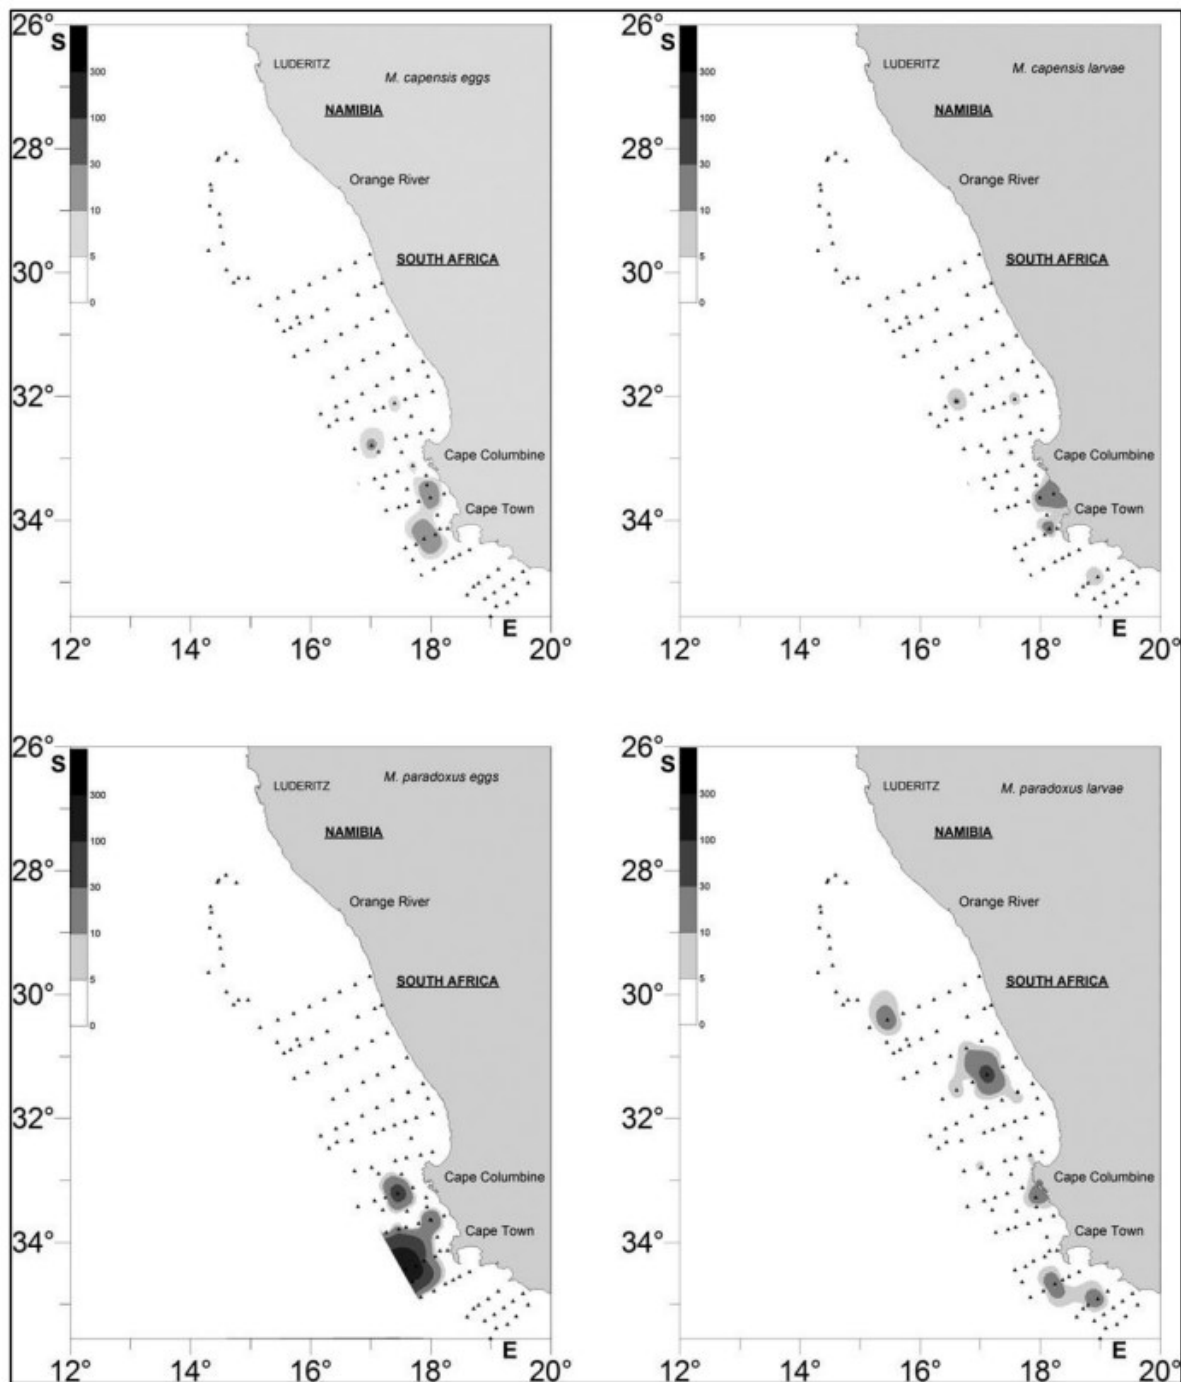 26°
S
300
100
30
10
5
0
28°
30°
32°
34°
LUDERITZ
M. capensis eggs
NAMIBIA
Orange River
SOUTH AFRICA
Cape Columbine
Cape Town
E
12° 14° 16° 18° 20°
26°
S
300
100
30
10
5
0
28°
30°
32°
34°
LUDERITZ
M. capensis larvae
NAMIBIA
Orange River
SOUTH AFRICA
Cape Columbine
Cape Town
E
12° 14° 16° 18° 20°
26°
S
300
100
30
10
5
0
28°
30°
32°
34°
LUDERITZ
M. paradoxus eggs
NAMIBIA
Orange River
SOUTH AFRICA
Cape Columbine
Cape Town
E
12° 14° 16° 18° 20°
26°
S
300
100
30
10
5
0
28°
30°
32°
34°
LUDERITZ
M. paradoxus larvae
NAMIBIA
Orange River
SOUTH AFRICA
Cape Columbine
Cape Town
E
12° 14° 16° 18° 20°